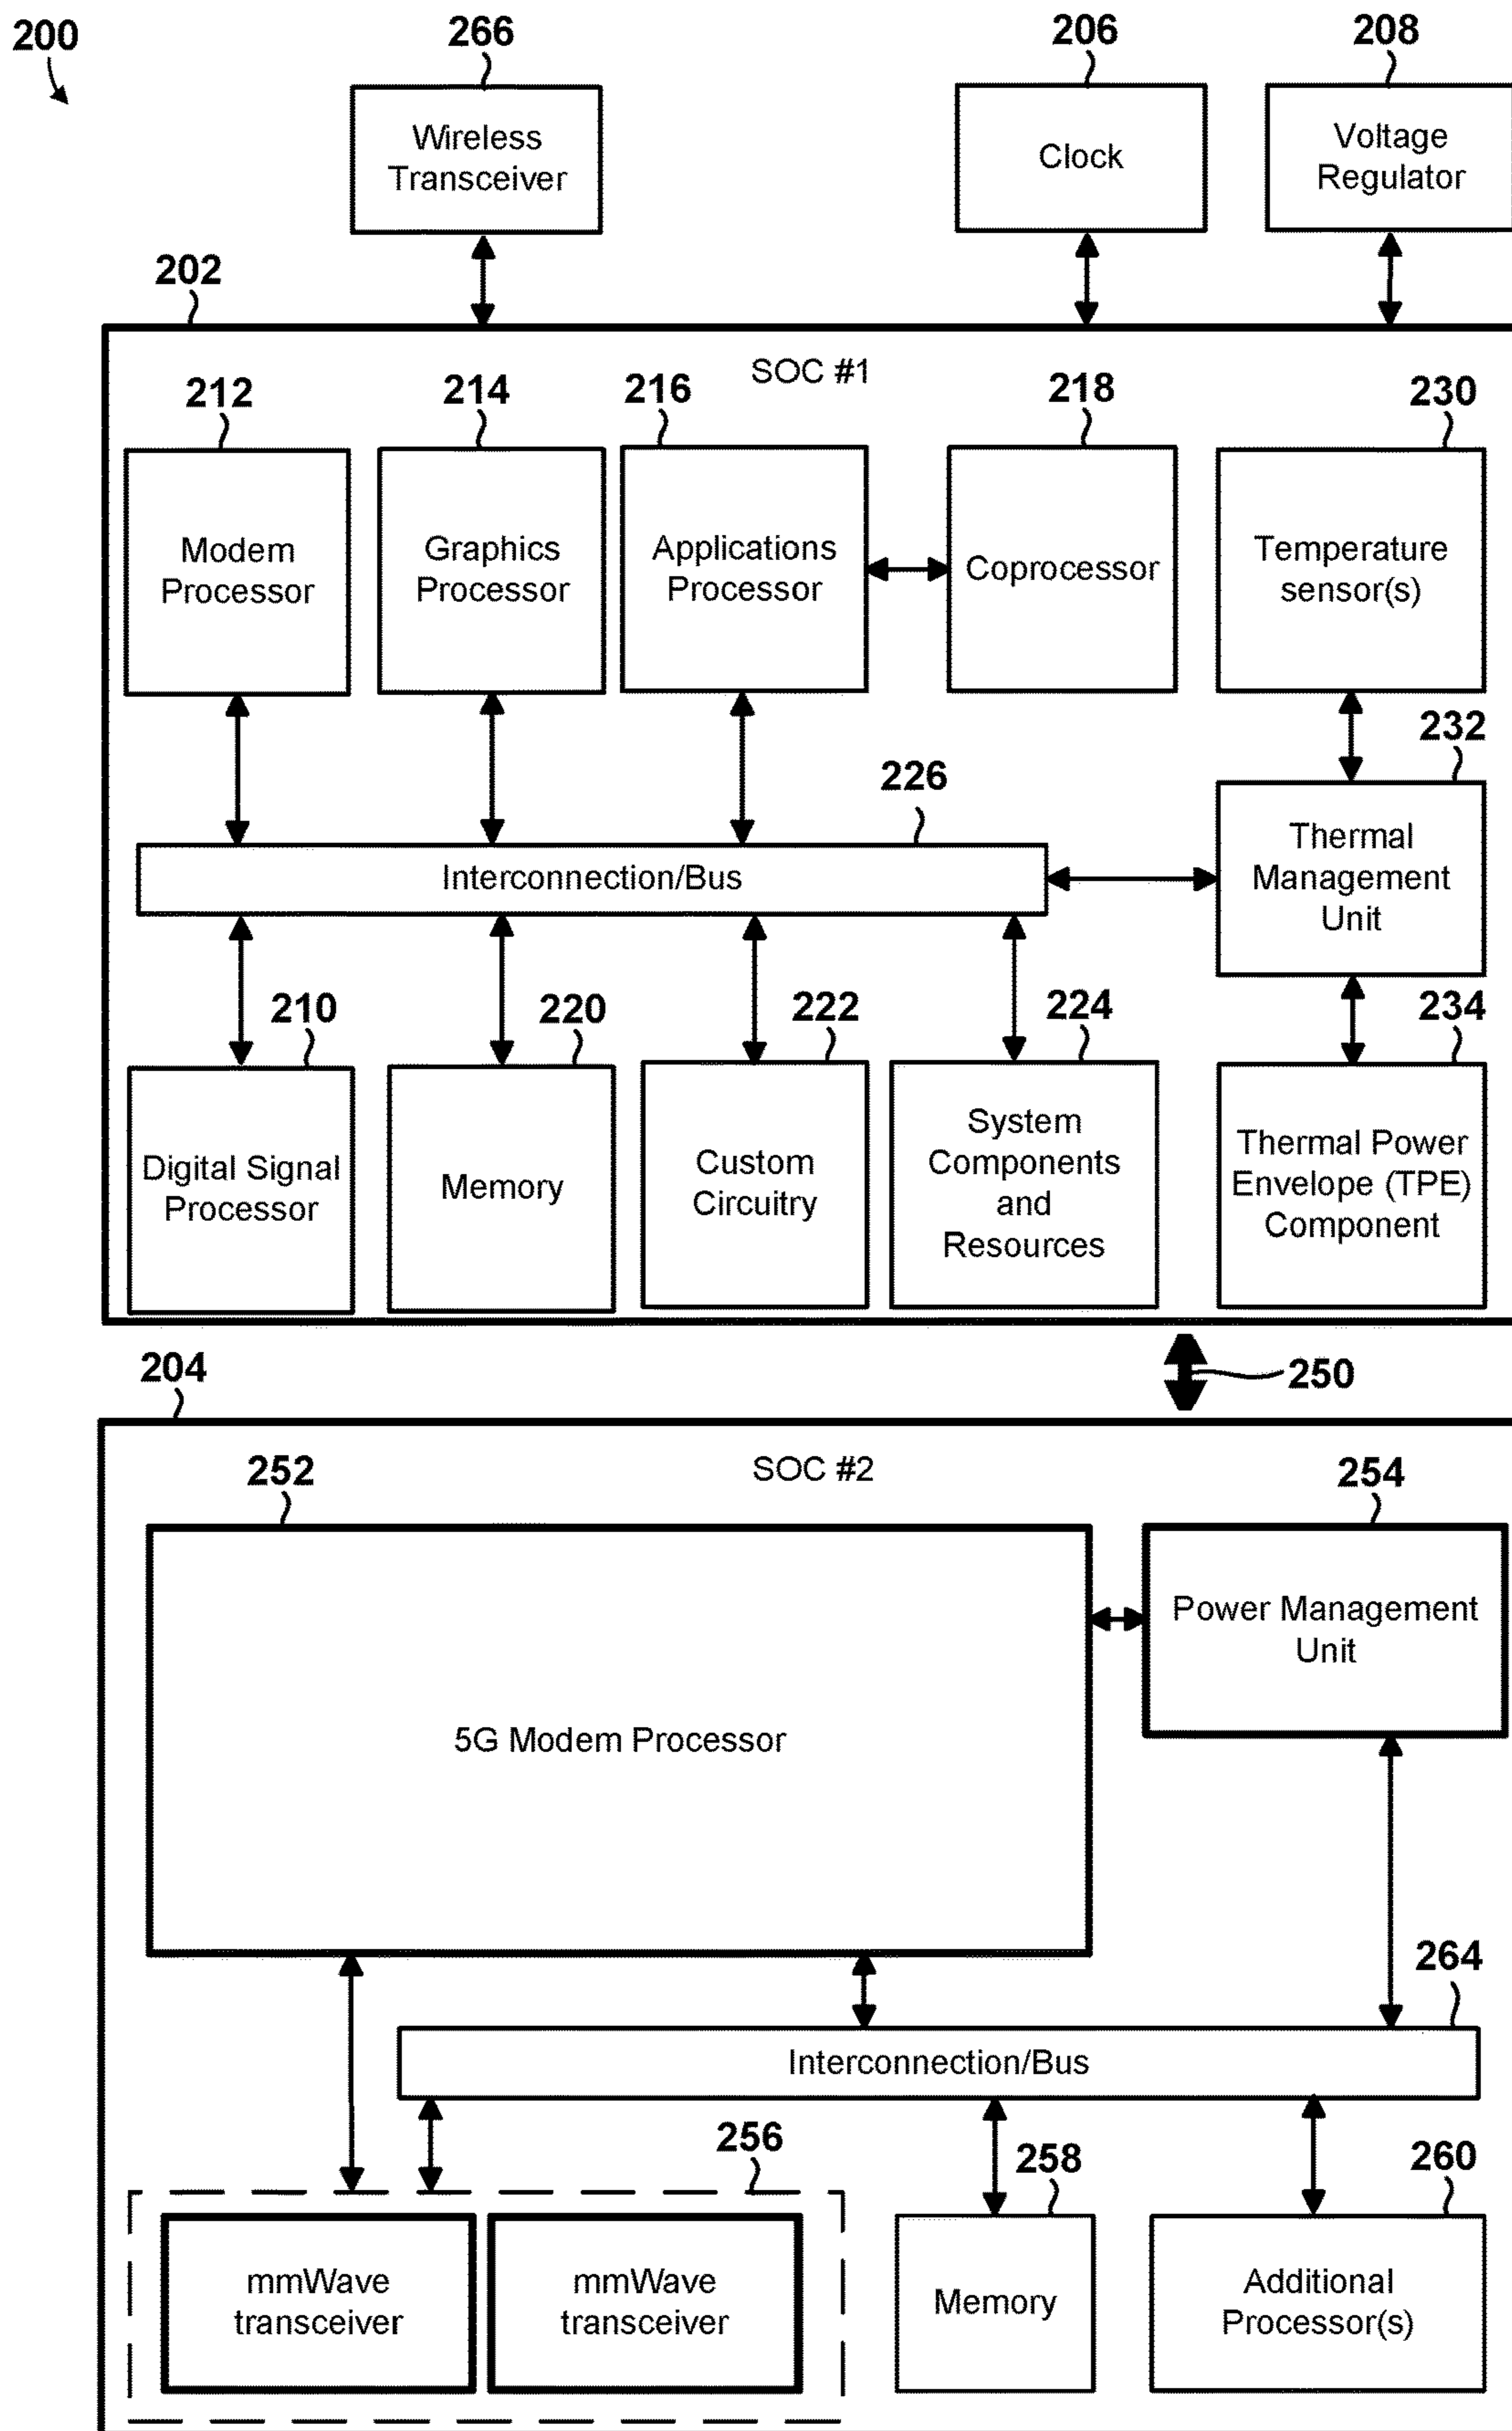 200
266
206
208
Wireless
Transceiver
Clock
Voltage
Regulator
202
SOC #1
212
214
216
218
230
Modem
Processor
Graphics
Processor
Applications
Processor
Coprocessor
Temperature
sensor(s)
232
226
Interconnection/Bus
Thermal
Management
Unit
210
220
222
224
234
Digital Signal
Processor
Memory
Custom
Circuitry
System
Components
and
Resources
Thermal Power
Envelope (TPE)
Component
204
250
252
SOC #2
254
5G Modem Processor
Power Management
Unit
264
Interconnection/Bus
256
258
260
mmWave
transceiver
mmWave
transceiver
Memory
Additional
Processor(s)